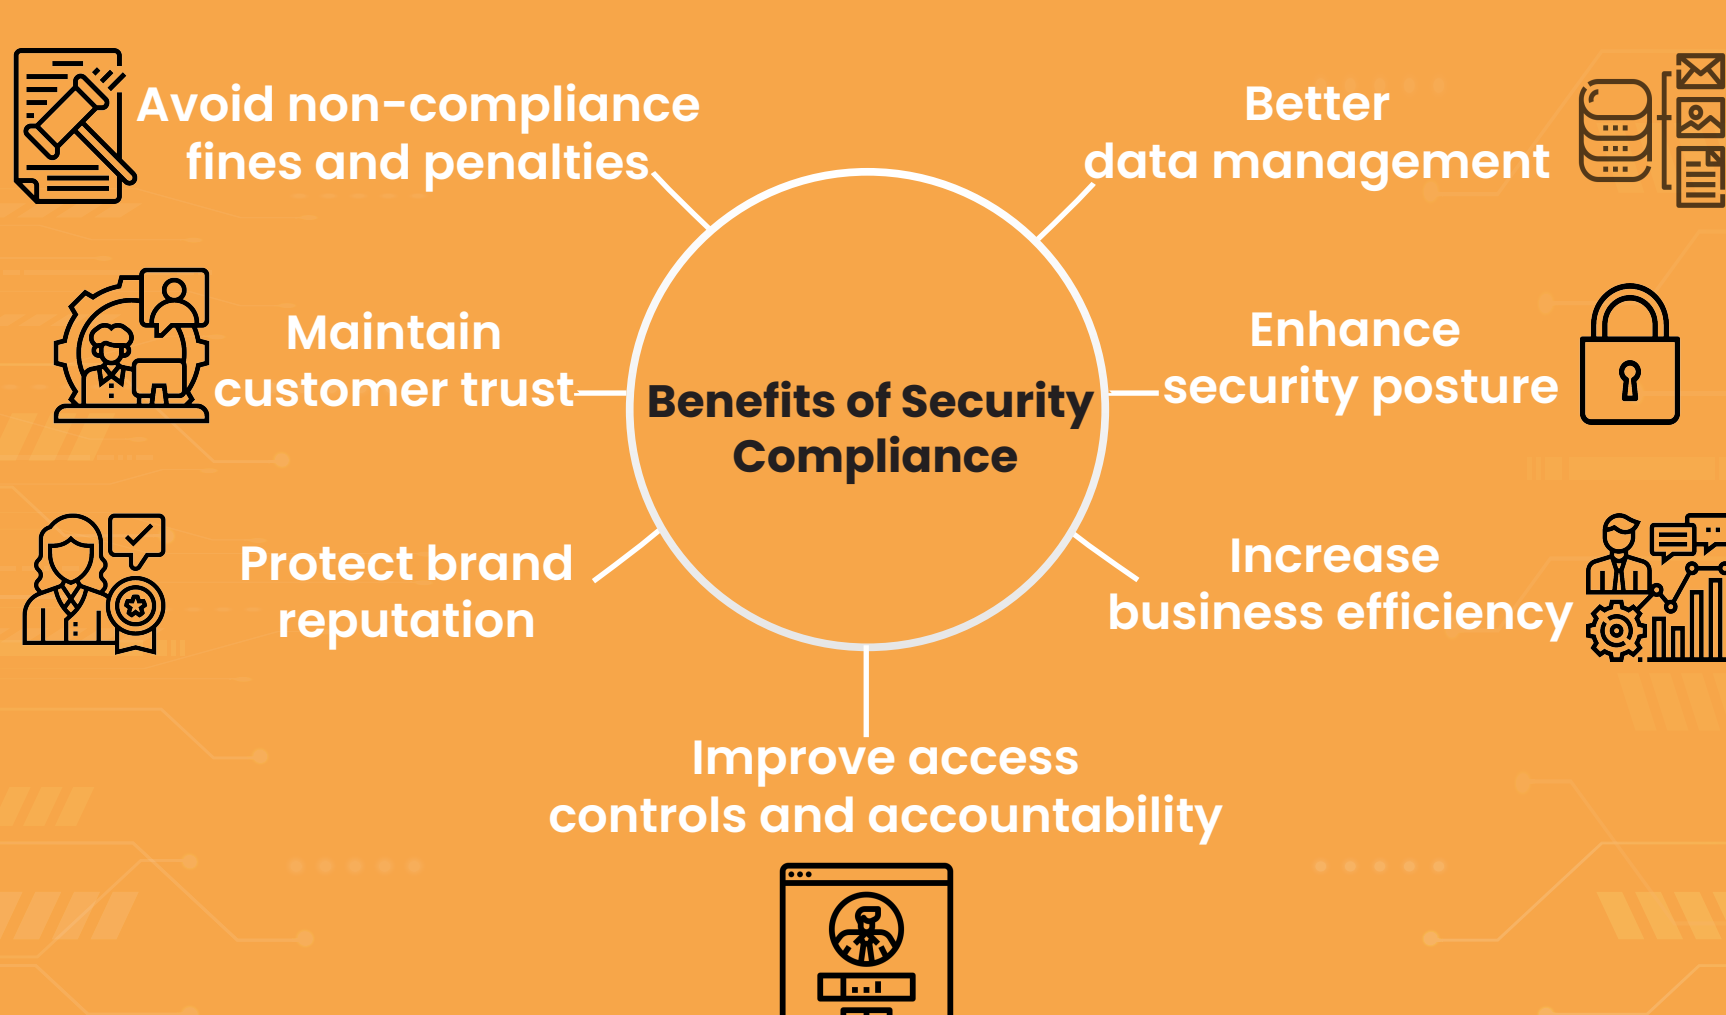 Avoid non-compliance
fines and penalties
Better
data management
Maintain
customer trust
Enhance
security posture
Benefits of Security
Compliance
Protect brand
reputation
Increase
business efficiency
Improve access
controls and accountability